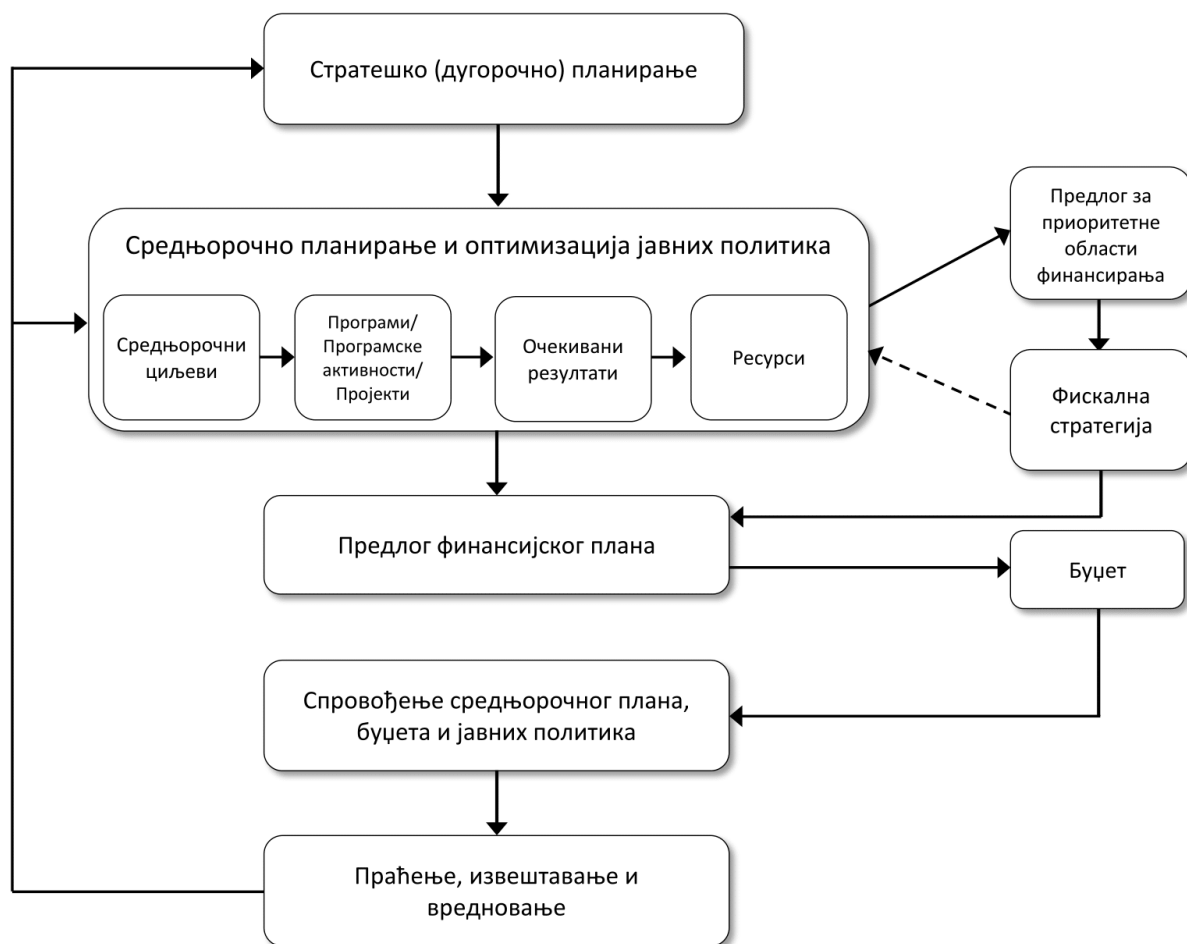 Стратешко (дугорочно) планирање
Предлог за
приоритетне
области
финансирања
Средњорочно планирање и оптимизација јавних политика
Средњорочни
циљеви
Програми/
Програмске
активности/
Пројекти
Очекивани
резултати
Ресурси
Фискална
стратегија
Предлог финансијског плана
Буџет
Спровођење средњорочног плана,
буџета и јавних политика
Праћење, извештавање и
вредновање